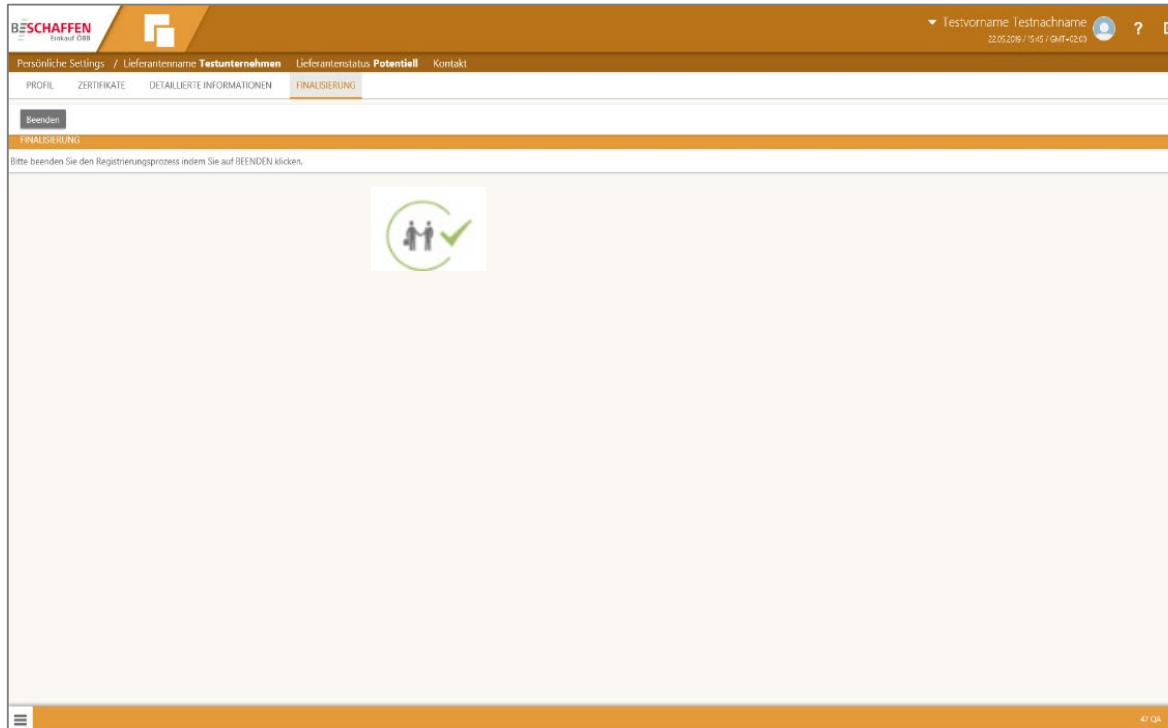 BESCHAFFEN
Einkauf ÖBB
Testvorname Testnachname
22.05.2019 / 15:45 / GMT+02:00
?
Persönliche Settings / Lieferantenname Testunternehmen Lieferantenstatus Potentiell Kontakt
PROFIL ZERTIFIKATE DETAILLIERTE INFORMATIONEN FINALISIERUNG
Beenden
FINALISIERUNG
Bitte beenden Sie den Registrierungsprozess indem Sie auf BEENDEN klicken.
47 QA